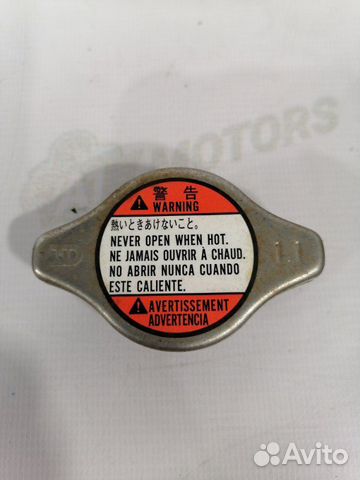 MOTORS
警告
WARNING
熱いときあけないこと。
NEVER OPEN WHEN HOT.
NE JAMAIS OUVRIR À CHAUD.
NO ABRIR NUNCA CUANDO
ESTE CALIENTE.
1.1
AVERTISSEMENT
ADVERTENCIA
Avito